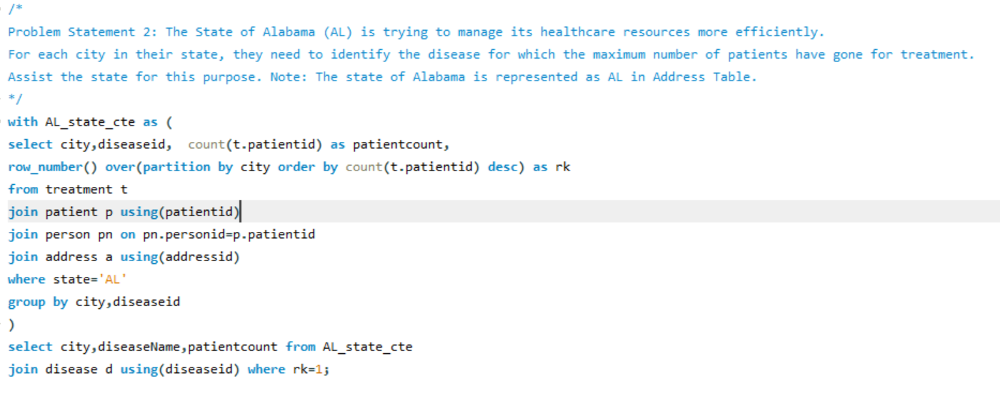 /*
Problem Statement 2: The State of Alabama (AL) is trying to manage its healthcare resources more efficiently.
For each city in their state, they need to identify the disease for which the maximum number of patients have gone for treatment.
Assist the state for this purpose. Note: The state of Alabama is represented as AL in Address Table.
*/
with AL_state_cte as (
select city,diseaseid,  count(t.patientid) as patientcount,
row_number() over(partition by city order by count(t.patientid) desc) as rk
from treatment t
join patient p using(patientid)
join person pn on pn.personid=p.patientid
join address a using(addressid)
where state='AL'
group by city,diseaseid
)
select city,diseaseName,patientcount from AL_state_cte
join disease d using(diseaseid) where rk=1;